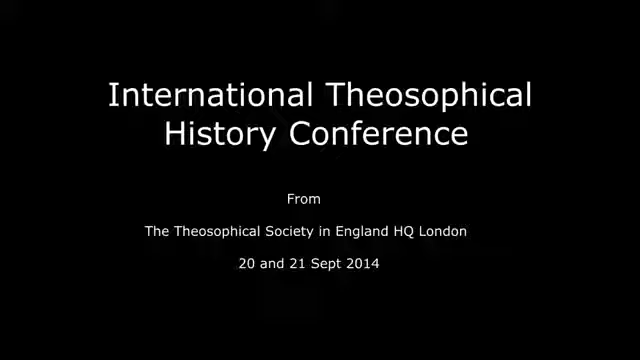 International Theosophical
History Conference
From
The Theosophical Society in England HQ London
20 and 21 Sept 2014